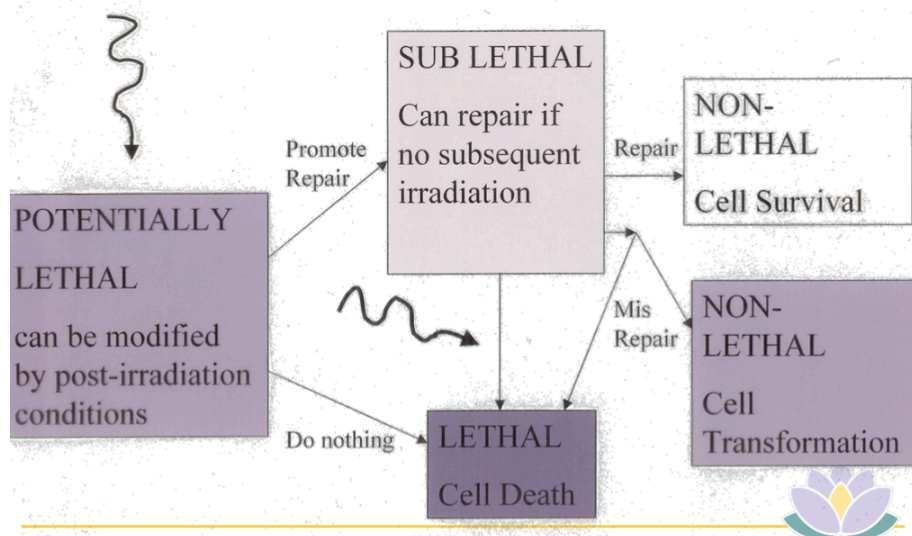 SUB LETHAL
Can repair if
no subsequent
irradiation
Promote
Repair
Repair
NON-
LETHAL
Cell Survival
POTENTIALLY
LETHAL
can be modified
by post-irradiation
conditions
Mis
Repair
NON-
LETHAL
Cell
Transformation
Do nothing
LETHAL
Cell Death